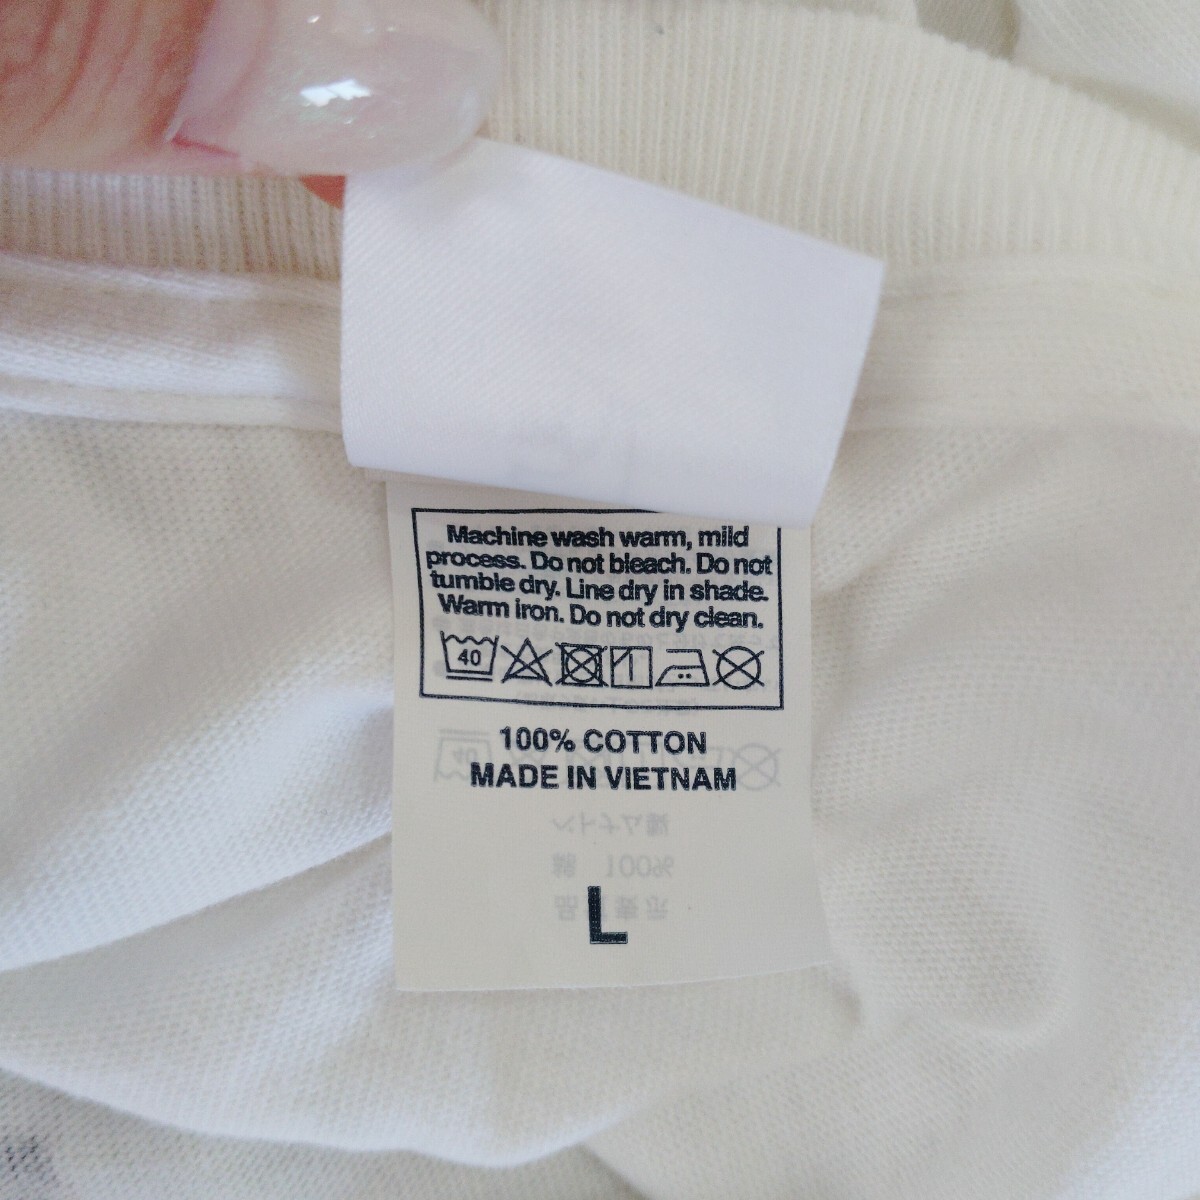 Machine wash warm, mild
process. Do not bleach. Do not
tumble dry. Line dry in shade.
Warm iron. Do not dry clean.
40
100% COTTON
MADE IN VIETNAM
L